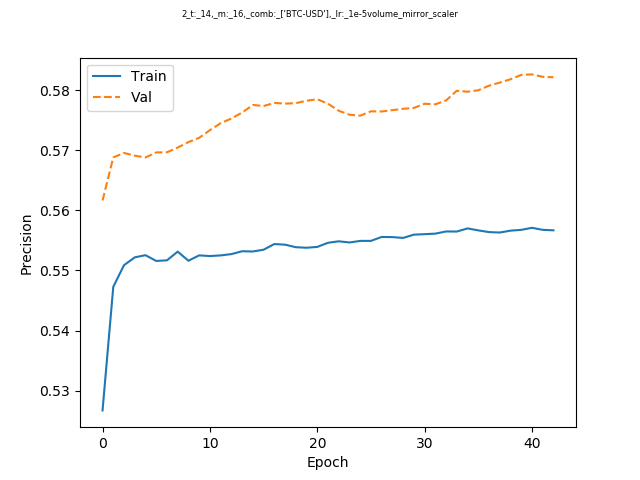 2_t:_14,_m:_16,_comb:_['BTC-USD'],_lr:_1e-5volume_mirror_scaler
Train
Val
0.58
0.57
0.56
0.55
0.54
0.53
Precision
0 10 20 30 40
Epoch